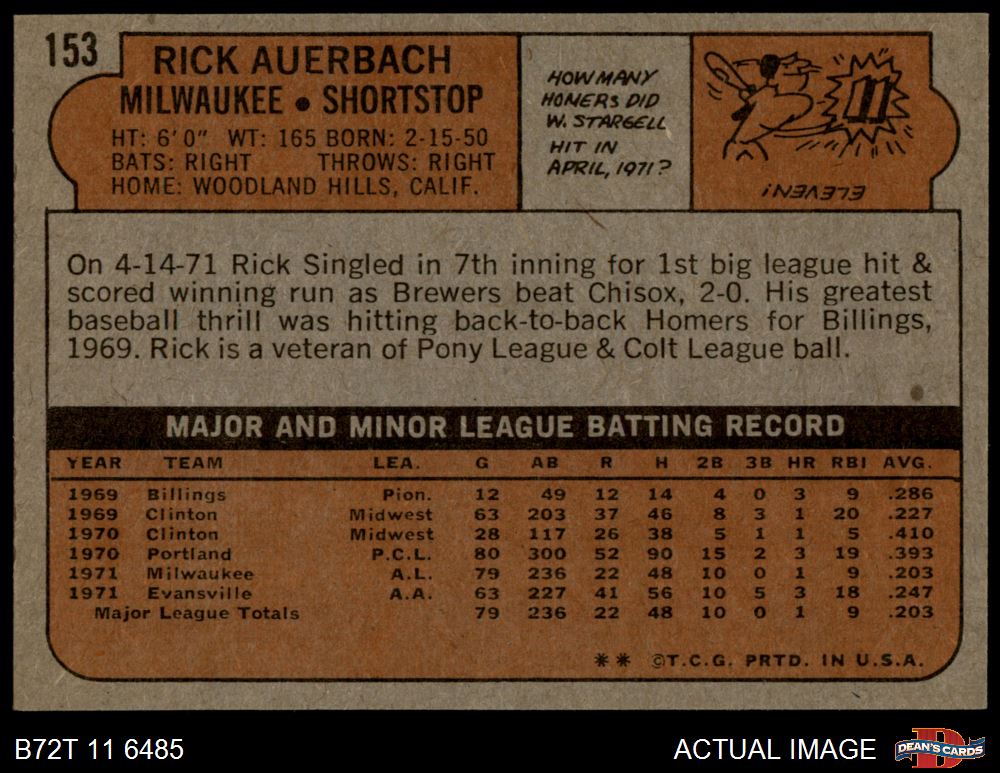 153
RICK AUERBACH
MILWAUKEE • SHORTSTOP
HT: 6'0" WT: 165 BORN: 2-15-50
BATS: RIGHT THROWS: RIGHT
HOME: WOODLAND HILLS, CALIF.
HOW MANY
HOMERS DID
W. STARGELL
HIT IN
APRIL, 1971?
11
ELEVEN!
On 4-14-71 Rick Singled in 7th inning for 1st big league hit &
scored winning run as Brewers beat Chisox, 2-0. His greatest
baseball thrill was hitting back-to-back Homers for Billings,
1969. Rick is a veteran of Pony League & Colt League ball.
MAJOR AND MINOR LEAGUE BATTING RECORD
YEAR TEAM LEA. G AB R H 2B 3B HR RBI AVG.
1969 Billings Pion. 12 49 12 14 4 0 3 9 .286
1969 Clinton Midwest 63 203 37 46 8 3 1 20 .227
1970 Clinton Midwest 28 117 26 38 5 1 1 5 .410
1970 Portland P.C.L. 80 300 52 90 15 2 3 19 .393
1971 Milwaukee A.L. 79 236 22 48 10 0 1 9 .203
1971 Evansville A.A. 63 227 41 56 10 5 3 18 .247
Major League Totals 79 236 22 48 10 0 1 9 .203
** ©T.C.G. PRTD. IN U.S.A.
B72T 11 6485
ACTUAL IMAGE
D
DEAN'S CARDS